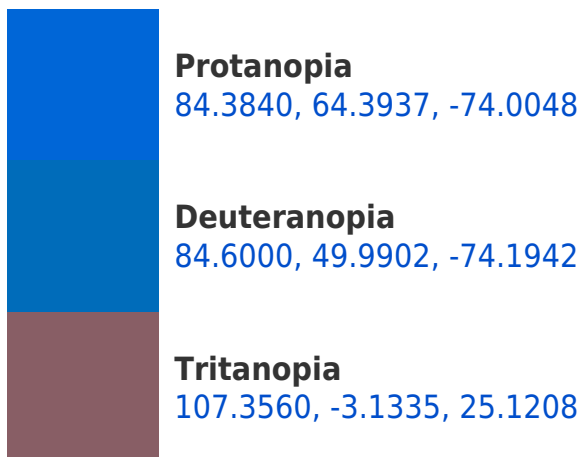 Protanopia
84.3840, 64.3937, -74.0048
Deuteranopia
84.6000, 49.9902, -74.1942
Tritanopia
107.3560, -3.1335, 25.1208